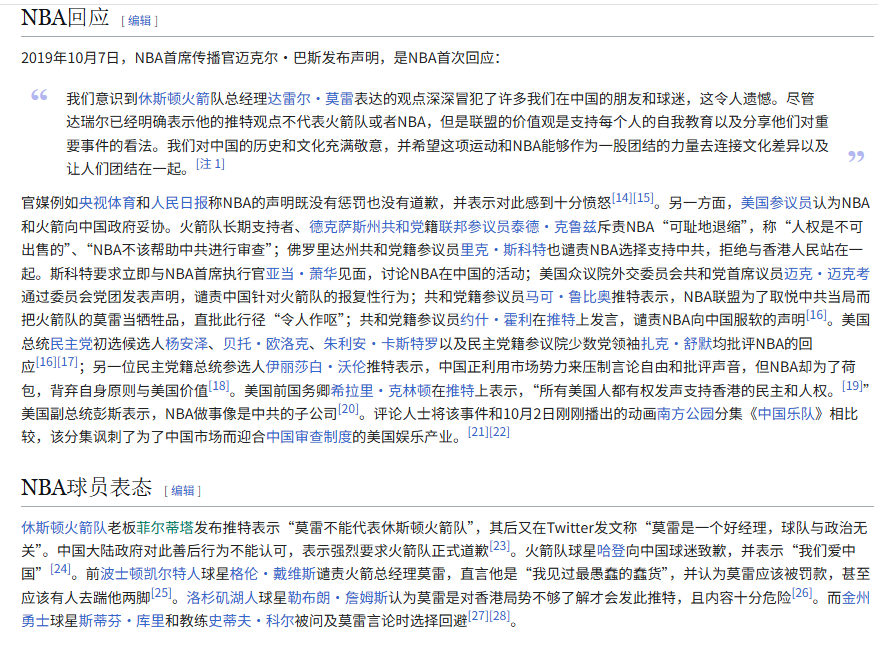 NBA回应 [ 编辑 ]
2019年10月7日，NBA首席传播官迈克尔·巴斯发布声明，是NBA首次回应：
“ 我们意识到休斯顿火箭队总经理达雷尔·莫雷表达的观点深深冒犯了许多我们在中国的朋友和球迷，这令人遗憾。尽管
达瑞尔已经明确表示他的推特观点不代表火箭队或者NBA，但是联盟的价值观是支持每个人的自我教育以及分享他们对重
要事件的看法。我们对中国的历史和文化充满敬意，并希望这项运动和NBA能够作为一股团结的力量去连接文化差异以及
让人们团结在一起。[注 1] ”
官媒例如央视体育和人民日报称NBA的声明既没有惩罚也没有道歉，并表示对此感到十分愤怒[14][15]。另一方面，美国参议员认为NBA
和火箭向中国政府妥协。火箭队长期支持者、德克萨斯州共和党籍联邦参议员泰德·克鲁兹斥责NBA“可耻地退缩”，称“人权是不可
出售的”、“NBA不该帮助中共进行审查”；佛罗里达州共和党籍参议员里克·斯科特也谴责NBA选择支持中共，拒绝与香港人民站在一
起。斯科特要求立即与NBA首席执行官亚当·萧华见面，讨论NBA在中国的活动；美国众议院外交委员会共和党首席议员迈克·迈克考
通过委员会党团发表声明，谴责中国针对火箭队的报复性行为；共和党籍参议员马可·鲁比奥推特表示，NBA联盟为了取悦中共当局而
把火箭队的莫雷当牺牲品，直批此行径“令人作呕”；共和党籍参议员约什·霍利在推特上发言，谴责NBA向中国服软的声明[16]。美国
总统民主党初选候选人杨安泽、贝托·欧洛克、朱利安·卡斯特罗以及民主党籍参议院少数党领袖扎克·舒默均批评NBA的回
应[16][17]；另一位民主党籍总统参选人伊丽莎白·沃伦推特表示，中国正利用市场势力来压制言论自由和批评声音，但NBA却为了荷
包，背弃自身原则与美国价值[18]。美国前国务卿希拉里·克林顿在推特上表示，“所有美国人都有权发声支持香港的民主和人权。[19]”
美国副总统彭斯表示，NBA做事像是中共的子公司[20]。评论人士将该事件和10月2日刚刚播出的动画南方公园分集《中国乐队》相比
较，该分集讽刺了为了中国市场而迎合中国审查制度的美国娱乐产业。[21][22]
NBA球员表态 [ 编辑 ]
休斯顿火箭队老板菲尔蒂塔发布推特表示“莫雷不能代表休斯顿火箭队”，其后又在Twitter发文称“莫雷是一个好经理，球队与政治无
关”。中国大陆政府对此善后行为不能认可，表示强烈要求火箭队正式道歉[23]。火箭队球星哈登向中国球迷致歉，并表示“我们爱中
国”[24]。前波士顿凯尔特人球星格伦·戴维斯谴责火箭总经理莫雷，直言他是“我见过最愚蠢的蠢货”，并认为莫雷应该被罚款，甚至
应该有人去踹他两脚[25]。洛杉矶湖人球星勒布朗·詹姆斯认为莫雷是对香港局势不够了解才会发此推特，且内容十分危险[26]。而金州
勇士球星斯蒂芬·库里和教练史蒂夫·科尔被问及莫雷言论时选择回避[27][28]。